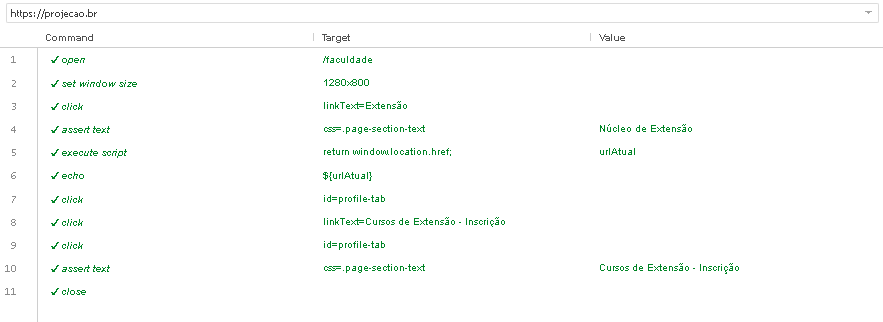 https://projecao.br
Command Target Value
1 ✓ open /faculdade
2 ✓ set window size 1280x800
3 ✓ click linkText=Extensão
4 ✓ assert text css=.page-section-text Núcleo de Extensão
5 ✓ execute script return window.location.href; urlAtual
6 ✓ echo ${urlAtual}
7 ✓ click id=profile-tab
8 ✓ click linkText=Cursos de Extensão - Inscrição
9 ✓ click id=profile-tab
10 ✓ assert text css=.page-section-text Cursos de Extensão - Inscrição
11 ✓ close